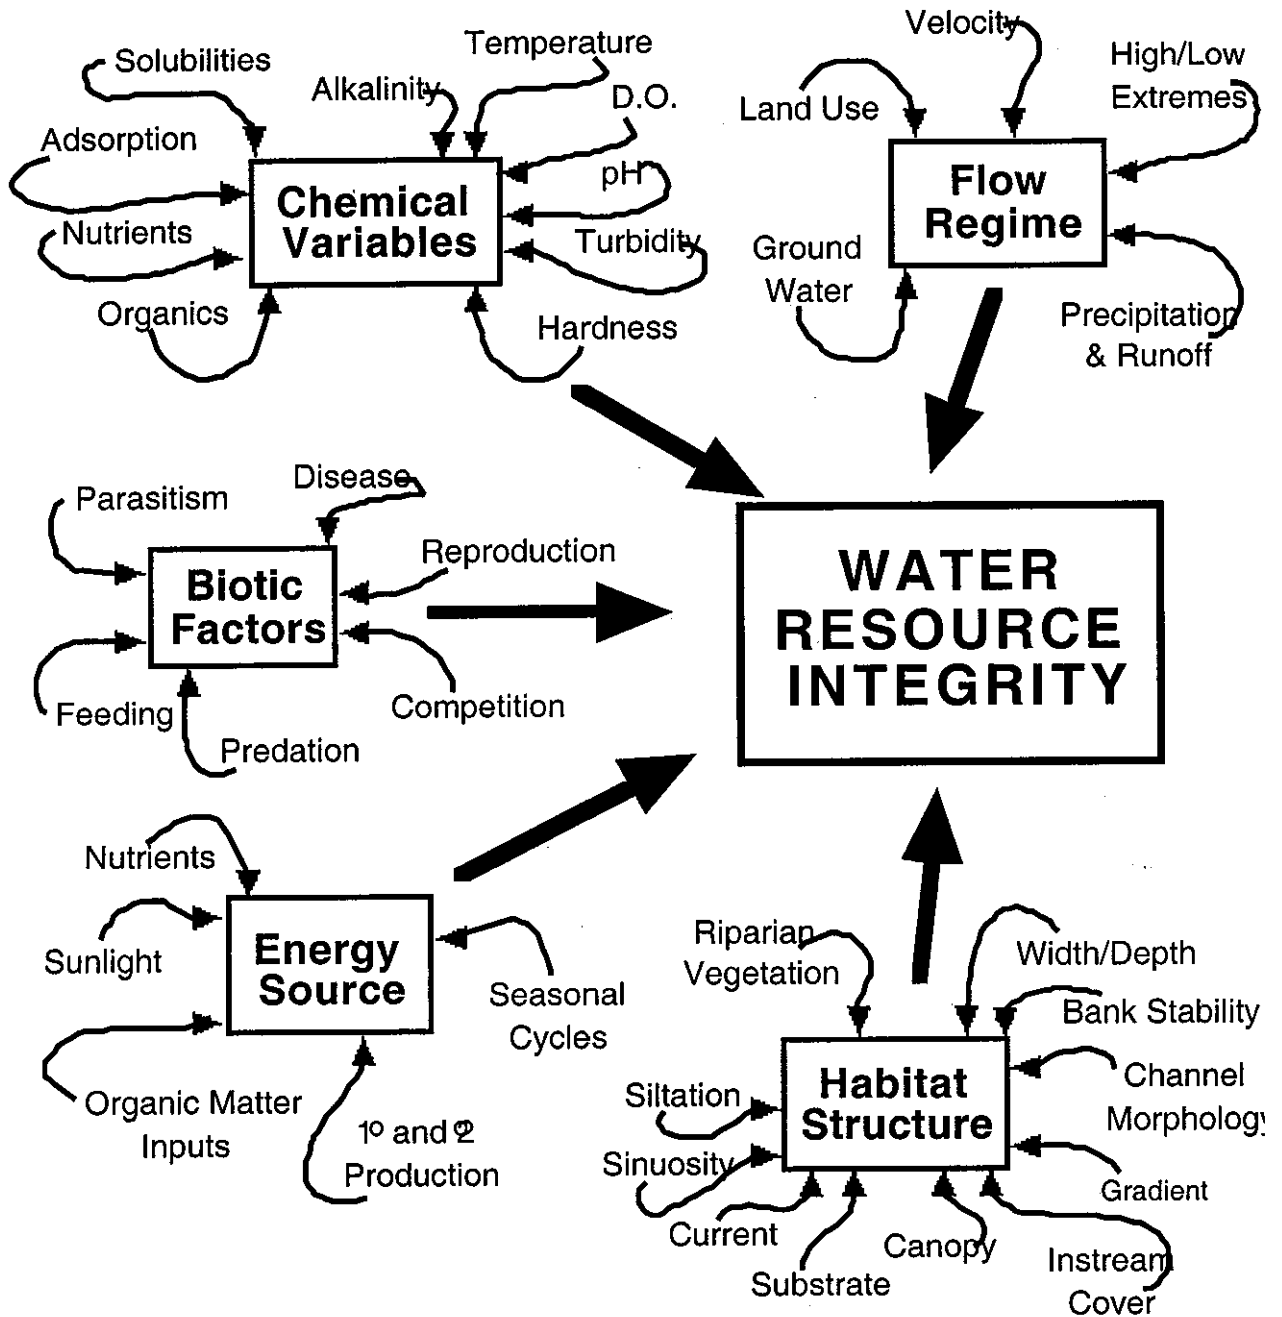 Solubilities
Temperature
Alkalinity
D.O.
Adsorption
pH
Chemical
Variables
Nutrients
Turbidity
Organics
Hardness
Velocity
High/Low
Extremes
Land Use
Flow
Regime
Ground
Water
Precipitation
& Runoff
Disease
Parasitism
Reproduction
Biotic
Factors
Feeding
Competition
Predation
WATER
RESOURCE
INTEGRITY
Nutrients
Sunlight
Energy
Source
Seasonal
Cycles
Organic Matter
Inputs
1º and 2º
Production
Riparian
Vegetation
Width/Depth
Bank Stability
Channel
Morphology
Siltation
Habitat
Structure
Sinuosity
Gradient
Current
Canopy
Substrate
Instream
Cover